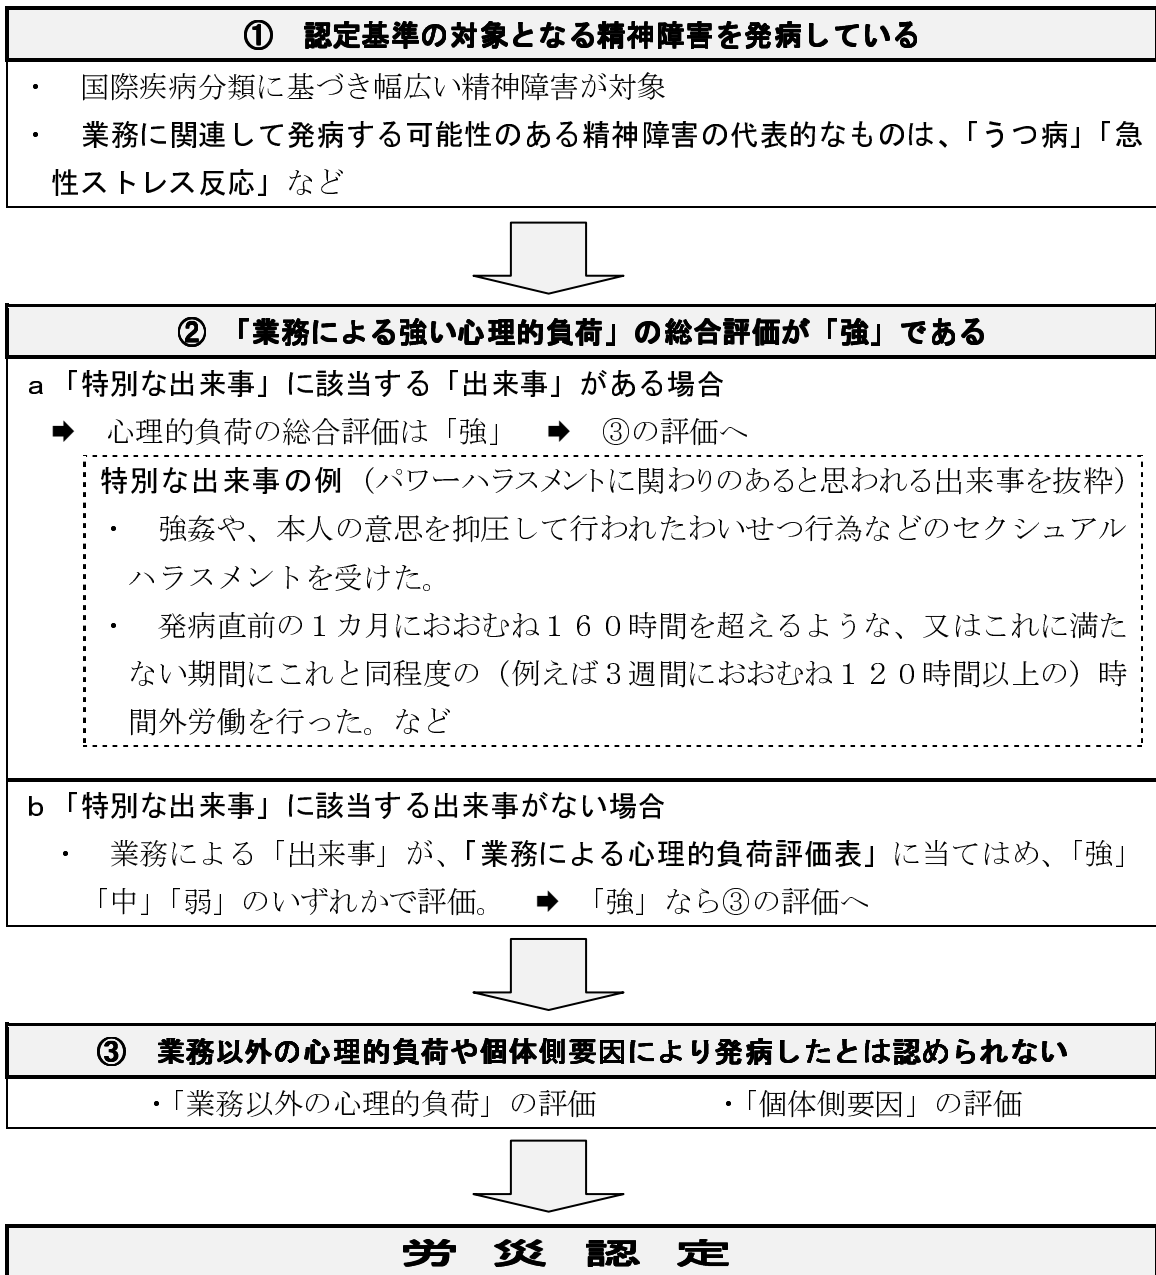 ① 認定基準の対象となる精神障害を発病している
・ 国際疾病分類に基づき幅広い精神障害が対象
・ 業務に関連して発病する可能性のある精神障害の代表的なものは、「うつ病」「急
性ストレス反応」など
② 「業務による強い心理的負荷」の総合評価が「強」である
a 「特別な出来事」に該当する「出来事」がある場合
➡ 心理的負荷の総合評価は「強」 ➡ ③の評価へ
特別な出来事の例（パワーハラスメントに関わりのあると思われる出来事を抜粋）
・ 強姦や、本人の意思を抑圧して行われたわいせつ行為などのセクシュアル
ハラスメントを受けた。
・ 発病直前の１カ月におおむね１６０時間を超えるような、又はこれに満た
ない期間にこれと同程度の（例えば３週間におおむね１２０時間以上の）時
間外労働を行った。など
b 「特別な出来事」に該当する出来事がない場合
・ 業務による「出来事」が、「業務による心理的負荷評価表」に当てはめ、「強」
「中」「弱」のいずれかで評価。 ➡ 「強」なら③の評価へ
③ 業務以外の心理的負荷や個体側要因により発病したとは認められない
・「業務以外の心理的負荷」の評価 ・「個体側要因」の評価
労 災 認 定